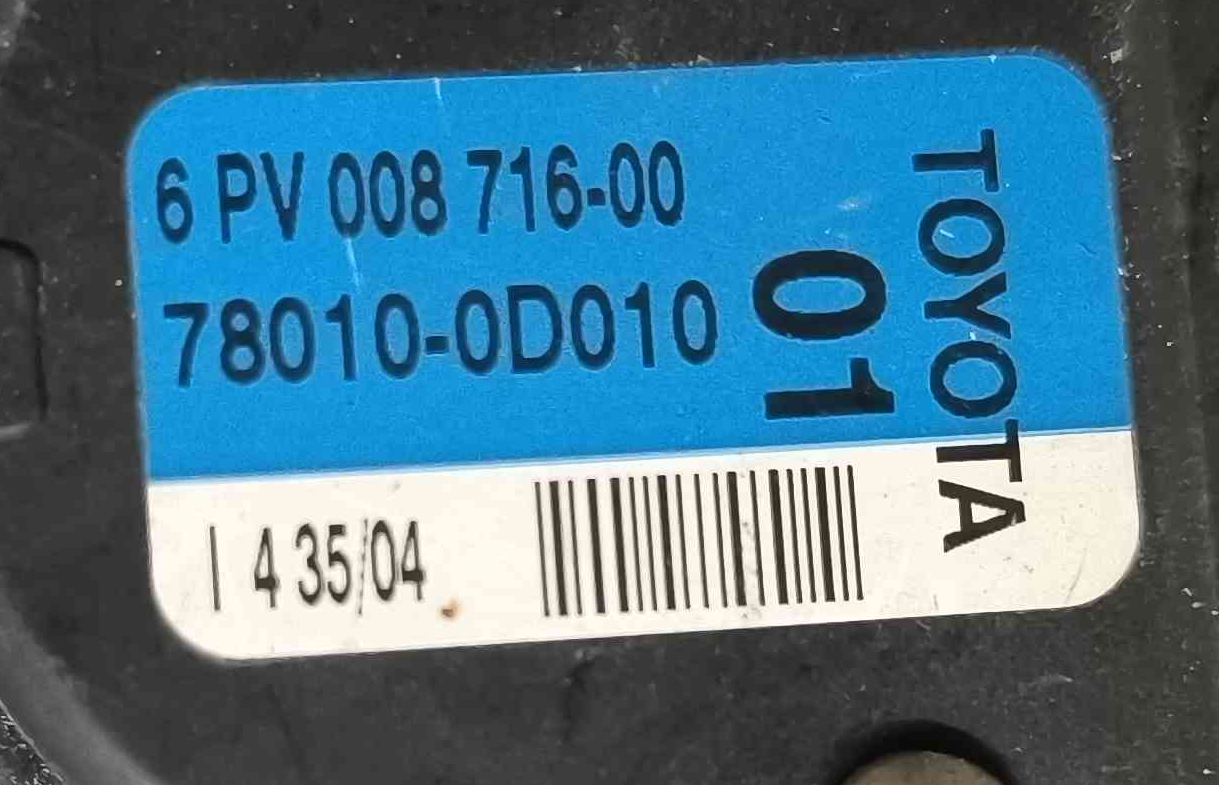 6 PV 008 716-00
78010-0D010
01
TOYOTA
I 4 35/04